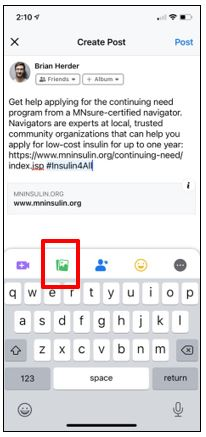 2:10
Create Post
Post
Brian Herder
Friends
+ Album
Get help applying for the continuing need
program from a MNsure-certified navigator.
Navigators are experts at local, trusted
community organizations that can help you
apply for low-cost insulin for up to one year:
https://www.mninsulin.org/continuing-need/
index.jsp #Insulin4All
MNINSULIN.ORG
www.mninsulin.org
i
q w e r t y u i o p
a s d f g h j k l
z x c v b n m
123 space return